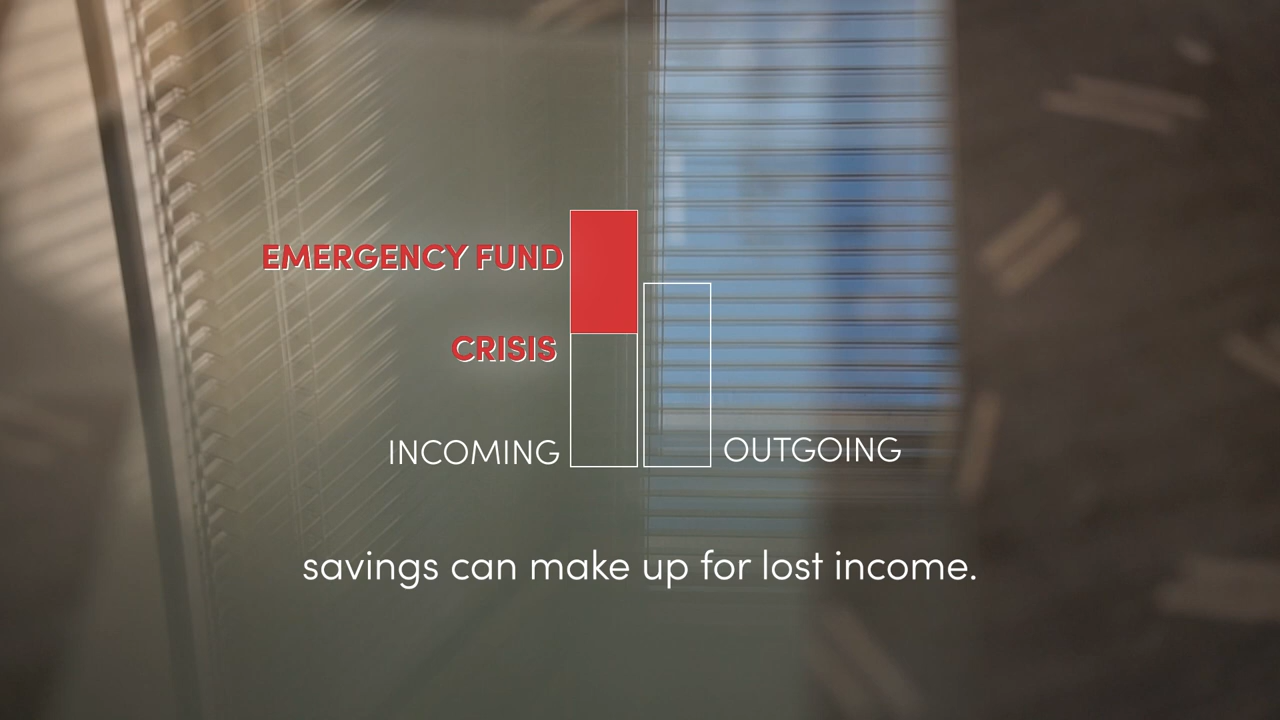 EMERGENCY FUND
CRISIS
INCOMING
OUTGOING
savings can make up for lost income.